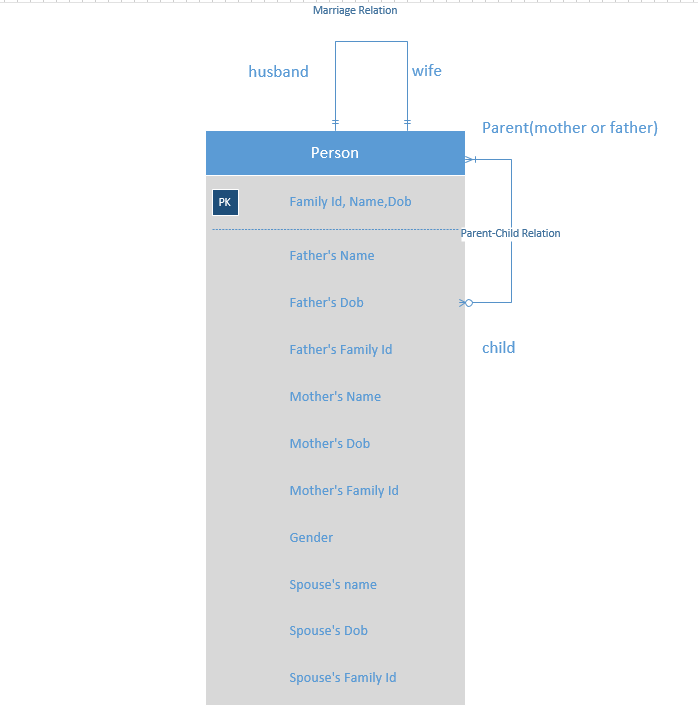 Marriage Relation
husband
wife
Parent(mother or father)
Person
PK
Family Id, Name,Dob
Parent-Child Relation
Father's Name
Father's Dob
Father's Family Id
child
Mother's Name
Mother's Dob
Mother's Family Id
Gender
Spouse's name
Spouse's Dob
Spouse's Family Id